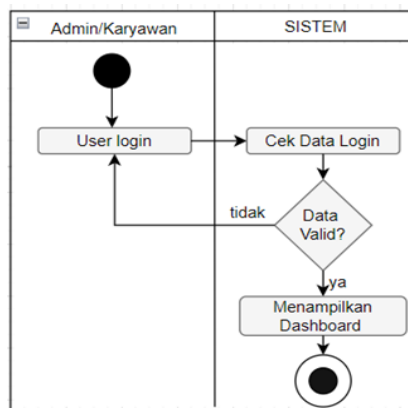 Admin/Karyawan
SISTEM
User login
Cek Data Login
Data
Valid?
tidak
ya
Menampilkan
Dashboard